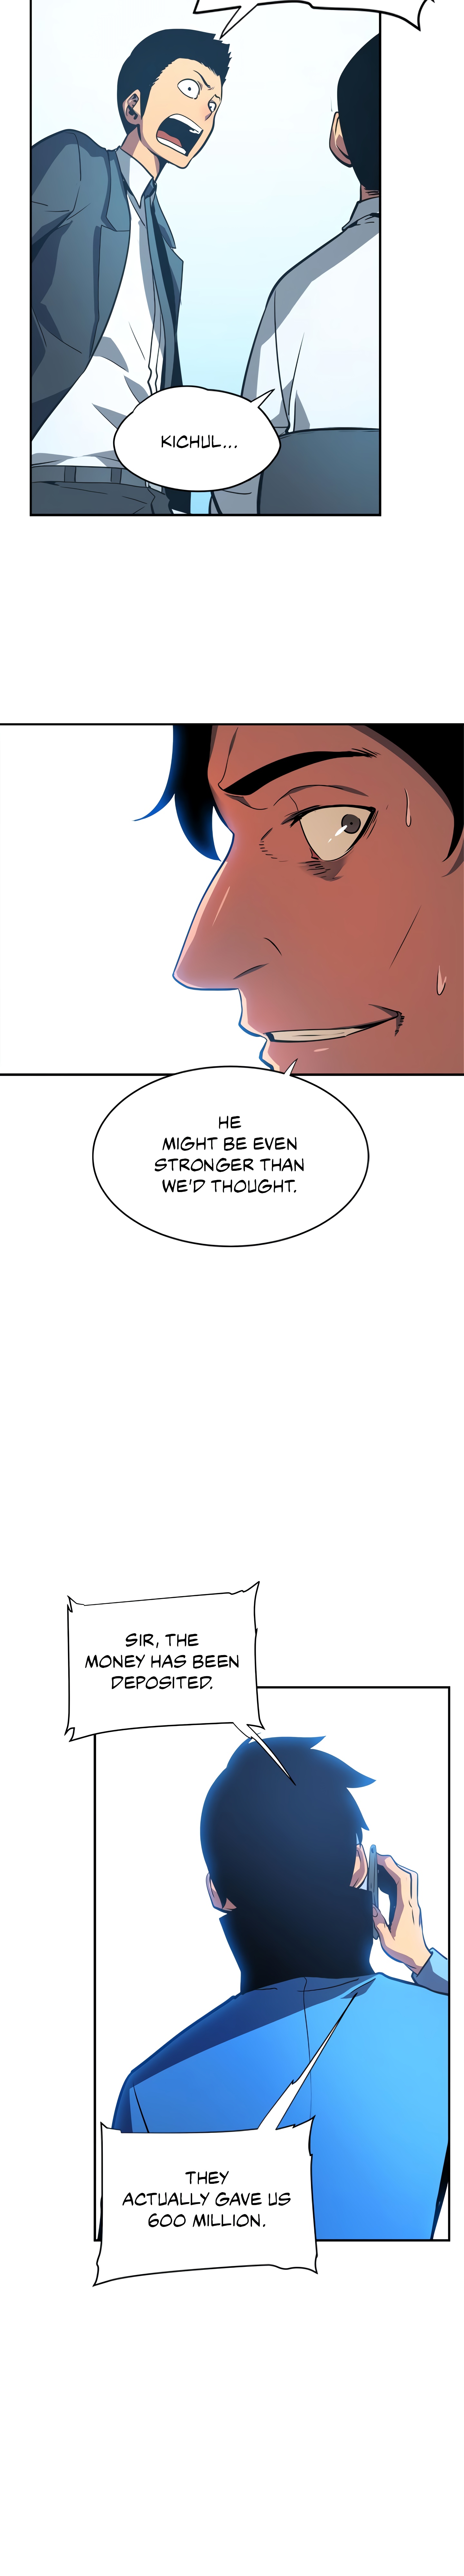 KICHUL...
HE
MIGHT BE EVEN
STRONGER THAN
WE'D THOUGHT.
SIR, THE
MONEY HAS BEEN
DEPOSITED.
THEY
ACTUALLY GAVE US
600 MILLION.